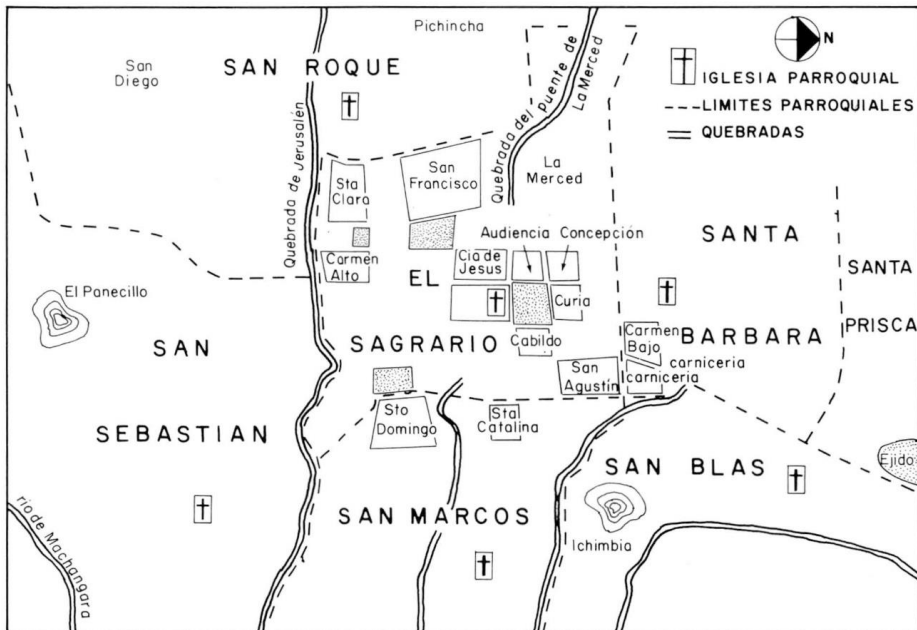 Pichincha
N
San
Diego
SAN ROQUE
IGLESIA PARROQUIAL
LIMITES PARROQUIALES
QUEBRADAS
Quebrada de Jerusalén
Quebrada del puente de
La Merced
Sta
Clara
San
Francisco
La
Merced
Audiencia Concepción
SANTA
Carmen
Alto
EL
Cia de
Jesus
SANTA
El Panecillo
Curia
PRISCA
SAN
SAGRARIO
Cabildo
Carmen
Bajo
BARBARA
carniceria
carniceria
San
Agustín
Sto
Domingo
Sta
Catalina
SEBASTIAN
SAN BLAS
Ejido
rio de Machangara
SAN MARCOS
Ichimbia